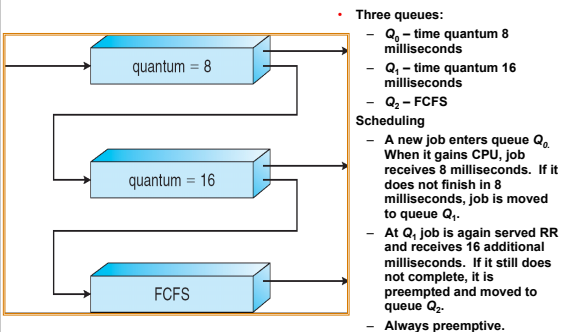 quantum = 8
quantum = 16
FCFS
• Three queues:
– Q0 – time quantum 8
milliseconds
– Q1 – time quantum 16
milliseconds
– Q2 – FCFS
Scheduling
– A new job enters queue Q0.
When it gains CPU, job
receives 8 milliseconds. If it
does not finish in 8
milliseconds, job is moved
to queue Q1.
– At Q1 job is again served RR
and receives 16 additional
milliseconds. If it still does
not complete, it is
preempted and moved to
queue Q2.
– Always preemptive.